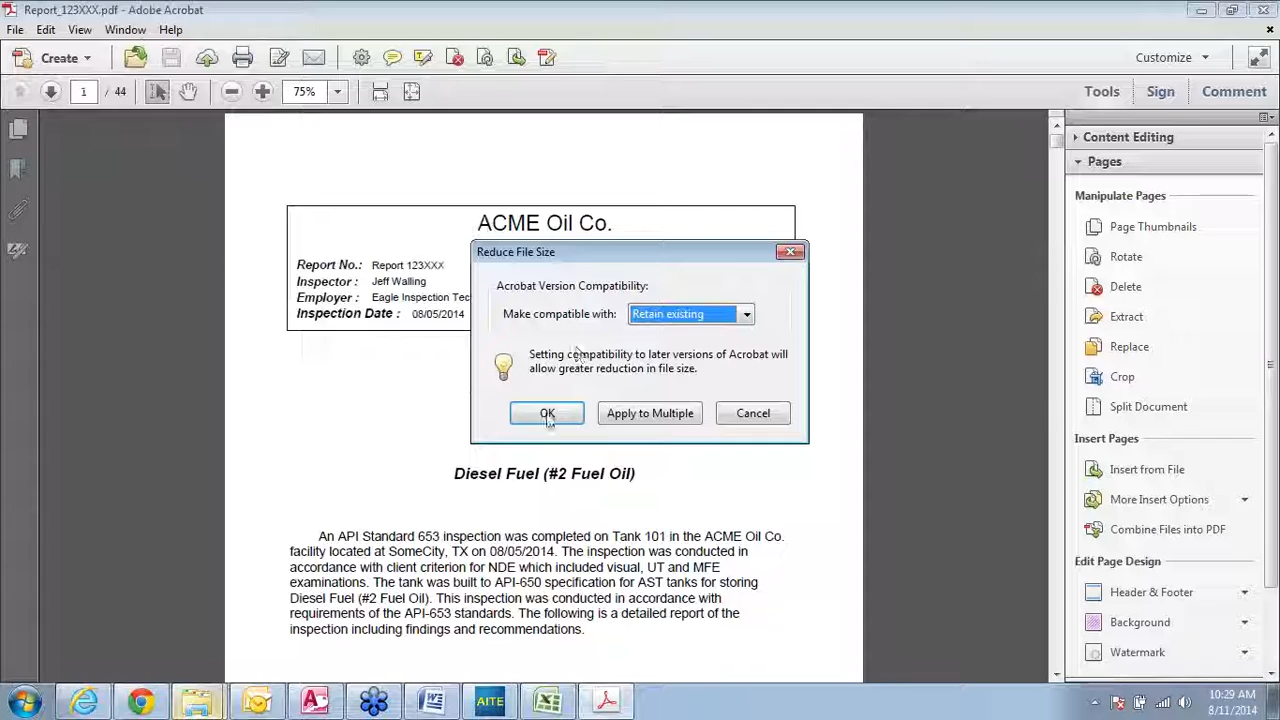 Report_123XXX.pdf - Adobe Acrobat
File Edit View Window Help
Create Customize
1 / 44 75% Tools Sign Comment
Content Editing
Pages
Manipulate Pages
Page Thumbnails
Rotate
Delete
Extract
Replace
Crop
Split Document
Insert Pages
Insert from File
More Insert Options
Combine Files into PDF
Edit Page Design
Header & Footer
Background
Watermark
ACME Oil Co.
Report No.: Report 123XXX
Inspector : Jeff Walling
Employer : Eagle Inspection Tec
Inspection Date : 08/05/2014
Reduce File Size
Acrobat Version Compatibility:
Make compatible with: Retain existing
Setting compatibility to later versions of Acrobat will
allow greater reduction in file size.
OK Apply to Multiple Cancel
Diesel Fuel (#2 Fuel Oil)
An API Standard 653 inspection was completed on Tank 101 in the ACME Oil Co.
facility located at SomeCity, TX on 08/05/2014. The inspection was conducted in
accordance with client criterion for NDE which included visual, UT and MFE
examinations. The tank was built to API-650 specification for AST tanks for storing
Diesel Fuel (#2 Fuel Oil). This inspection was conducted in accordance with
requirements of the API-653 standards. The following is a detailed report of the
inspection including findings and recommendations.
AITE
10:29 AM
8/11/2014